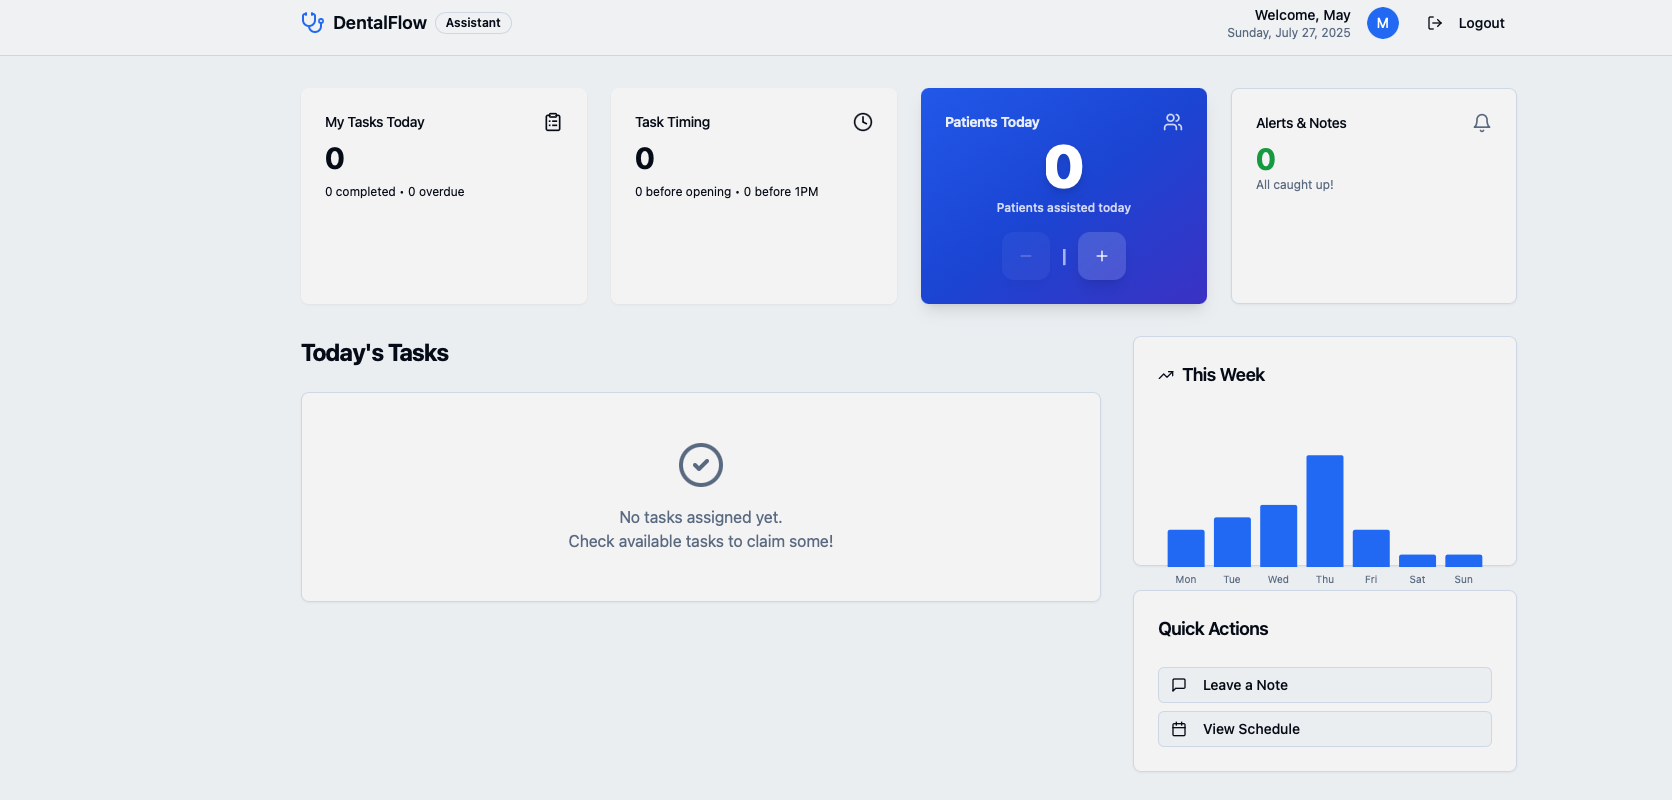 DentalFlow
Assistant
Welcome, May
Sunday, July 27, 2025
M
Logout
My Tasks Today
0
0 completed • 0 overdue
Task Timing
0
0 before opening • 0 before 1PM
Patients Today
0
Patients assisted today
− | +
Alerts & Notes
0
All caught up!
Today's Tasks
No tasks assigned yet.
Check available tasks to claim some!
This Week
Mon Tue Wed Thu Fri Sat Sun
Quick Actions
Leave a Note
View Schedule